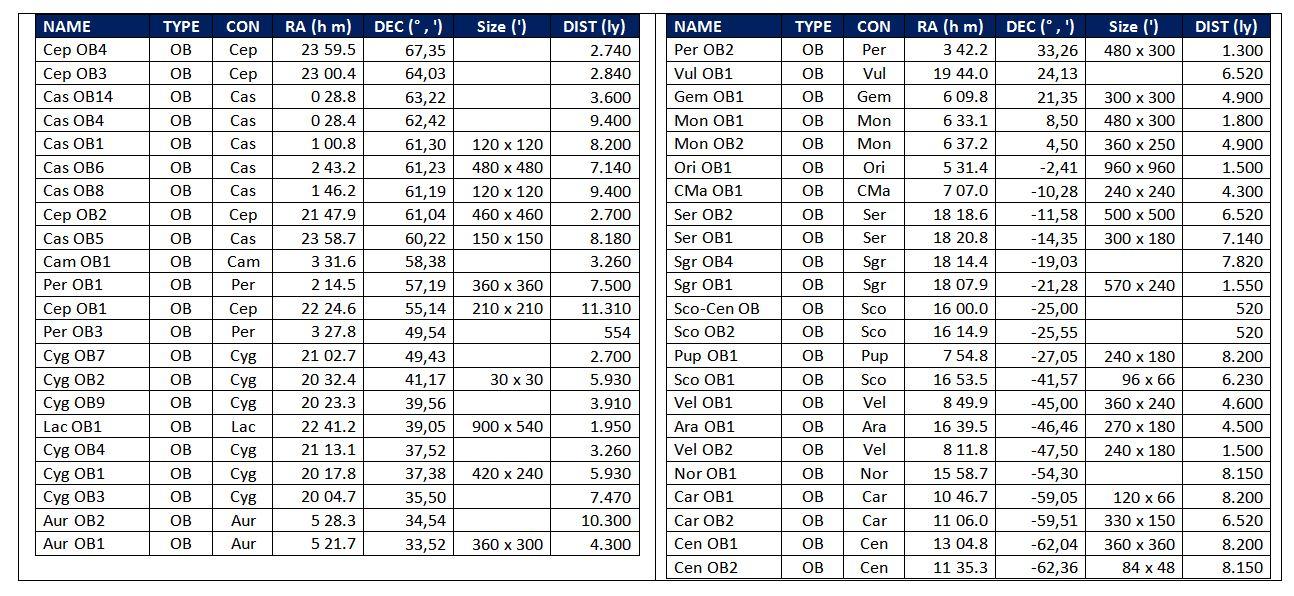 NAME TYPE CON RA (h m) DEC (° , ') Size (') DIST (ly)
Cep OB4 OB Cep 23 59.5 67,35 2.740
Cep OB3 OB Cep 23 00.4 64,03 2.840
Cas OB14 OB Cas 0 28.8 63,22 3.600
Cas OB4 OB Cas 0 28.4 62,42 9.400
Cas OB1 OB Cas 1 00.8 61,30 120 x 120 8.200
Cas OB6 OB Cas 2 43.2 61,23 480 x 480 7.140
Cas OB8 OB Cas 1 46.2 61,19 120 x 120 9.400
Cep OB2 OB Cep 21 47.9 61,04 460 x 460 2.700
Cas OB5 OB Cas 23 58.7 60,22 150 x 150 8.180
Cam OB1 OB Cam 3 31.6 58,38 3.260
Per OB1 OB Per 2 14.5 57,19 360 x 360 7.500
Cep OB1 OB Cep 22 24.6 55,14 210 x 210 11.310
Per OB3 OB Per 3 27.8 49,54 554
Cyg OB7 OB Cyg 21 02.7 49,43 2.700
Cyg OB2 OB Cyg 20 32.4 41,17 30 x 30 5.930
Cyg OB9 OB Cyg 20 23.3 39,56 3.910
Lac OB1 OB Lac 22 41.2 39,05 900 x 540 1.950
Cyg OB4 OB Cyg 21 13.1 37,52 3.260
Cyg OB1 OB Cyg 20 17.8 37,38 420 x 240 5.930
Cyg OB3 OB Cyg 20 04.7 35,50 7.470
Aur OB2 OB Aur 5 28.3 34,54 10.300
Aur OB1 OB Aur 5 21.7 33,52 360 x 300 4.300
NAME TYPE CON RA (h m) DEC (° , ') Size (') DIST (ly)
Per OB2 OB Per 3 42.2 33,26 480 x 300 1.300
Vul OB1 OB Vul 19 44.0 24,13 6.520
Gem OB1 OB Gem 6 09.8 21,35 300 x 300 4.900
Mon OB1 OB Mon 6 33.1 8,50 480 x 300 1.800
Mon OB2 OB Mon 6 37.2 4,50 360 x 250 4.900
Ori OB1 OB Ori 5 31.4 -2,41 960 x 960 1.500
CMa OB1 OB CMa 7 07.0 -10,28 240 x 240 4.300
Ser OB2 OB Ser 18 18.6 -11,58 500 x 500 6.520
Ser OB1 OB Ser 18 20.8 -14,35 300 x 180 7.140
Sgr OB4 OB Sgr 18 14.4 -19,03 7.820
Sgr OB1 OB Sgr 18 07.9 -21,28 570 x 240 1.550
Sco-Cen OB OB Sco 16 00.0 -25,00 520
Sco OB2 OB Sco 16 14.9 -25,55 520
Pup OB1 OB Pup 7 54.8 -27,05 240 x 180 8.200
Sco OB1 OB Sco 16 53.5 -41,57 96 x 66 6.230
Vel OB1 OB Vel 8 49.9 -45,00 360 x 240 4.600
Ara OB1 OB Ara 16 39.5 -46,46 270 x 180 4.500
Vel OB2 OB Vel 8 11.8 -47,50 240 x 180 1.500
Nor OB1 OB Nor 15 58.7 -54,30 8.150
Car OB1 OB Car 10 46.7 -59,05 120 x 66 8.200
Car OB2 OB Car 11 06.0 -59,51 330 x 150 6.520
Cen OB1 OB Cen 13 04.8 -62,04 360 x 360 8.200
Cen OB2 OB Cen 11 35.3 -62,36 84 x 48 8.150